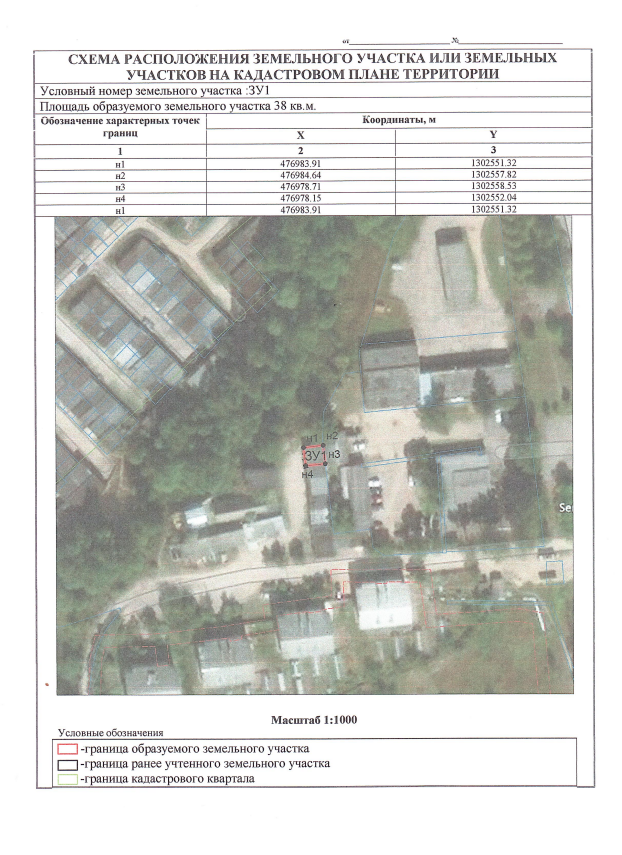 от № 
СХЕМА РАСПОЛОЖЕНИЯ ЗЕМЕЛЬНОГО УЧАСТКА ИЛИ ЗЕМЕЛЬНЫХ
УЧАСТКОВ НА КАДАСТРОВОМ ПЛАНЕ ТЕРРИТОРИИ
Условный номер земельного участка :ЗУ1
Площадь образуемого земельного участка 38 кв.м.
Обозначение характерных точек границ Координаты, м
X Y
1 2 3
н1 476983.91 1302551.32
н2 476984.64 1302557.82
н3 476978.71 1302558.53
н4 476978.15 1302552.04
н1 476983.91 1302551.32
н1 н2
ЗУ1 н3
н4
Se
Масштаб 1:1000
Условные обозначения
-граница образуемого земельного участка
-граница ранее учтенного земельного участка
-граница кадастрового квартала